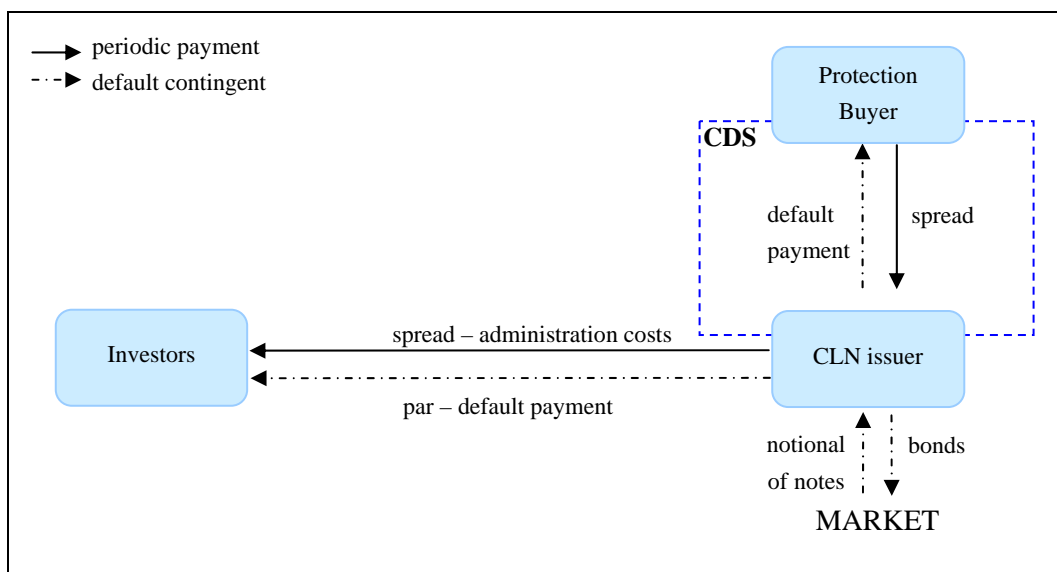 periodic payment
default contingent
Protection
Buyer
CDS
default
payment
spread
spread – administration costs
Investors
CLN issuer
par – default payment
notional
of notes
bonds
MARKET